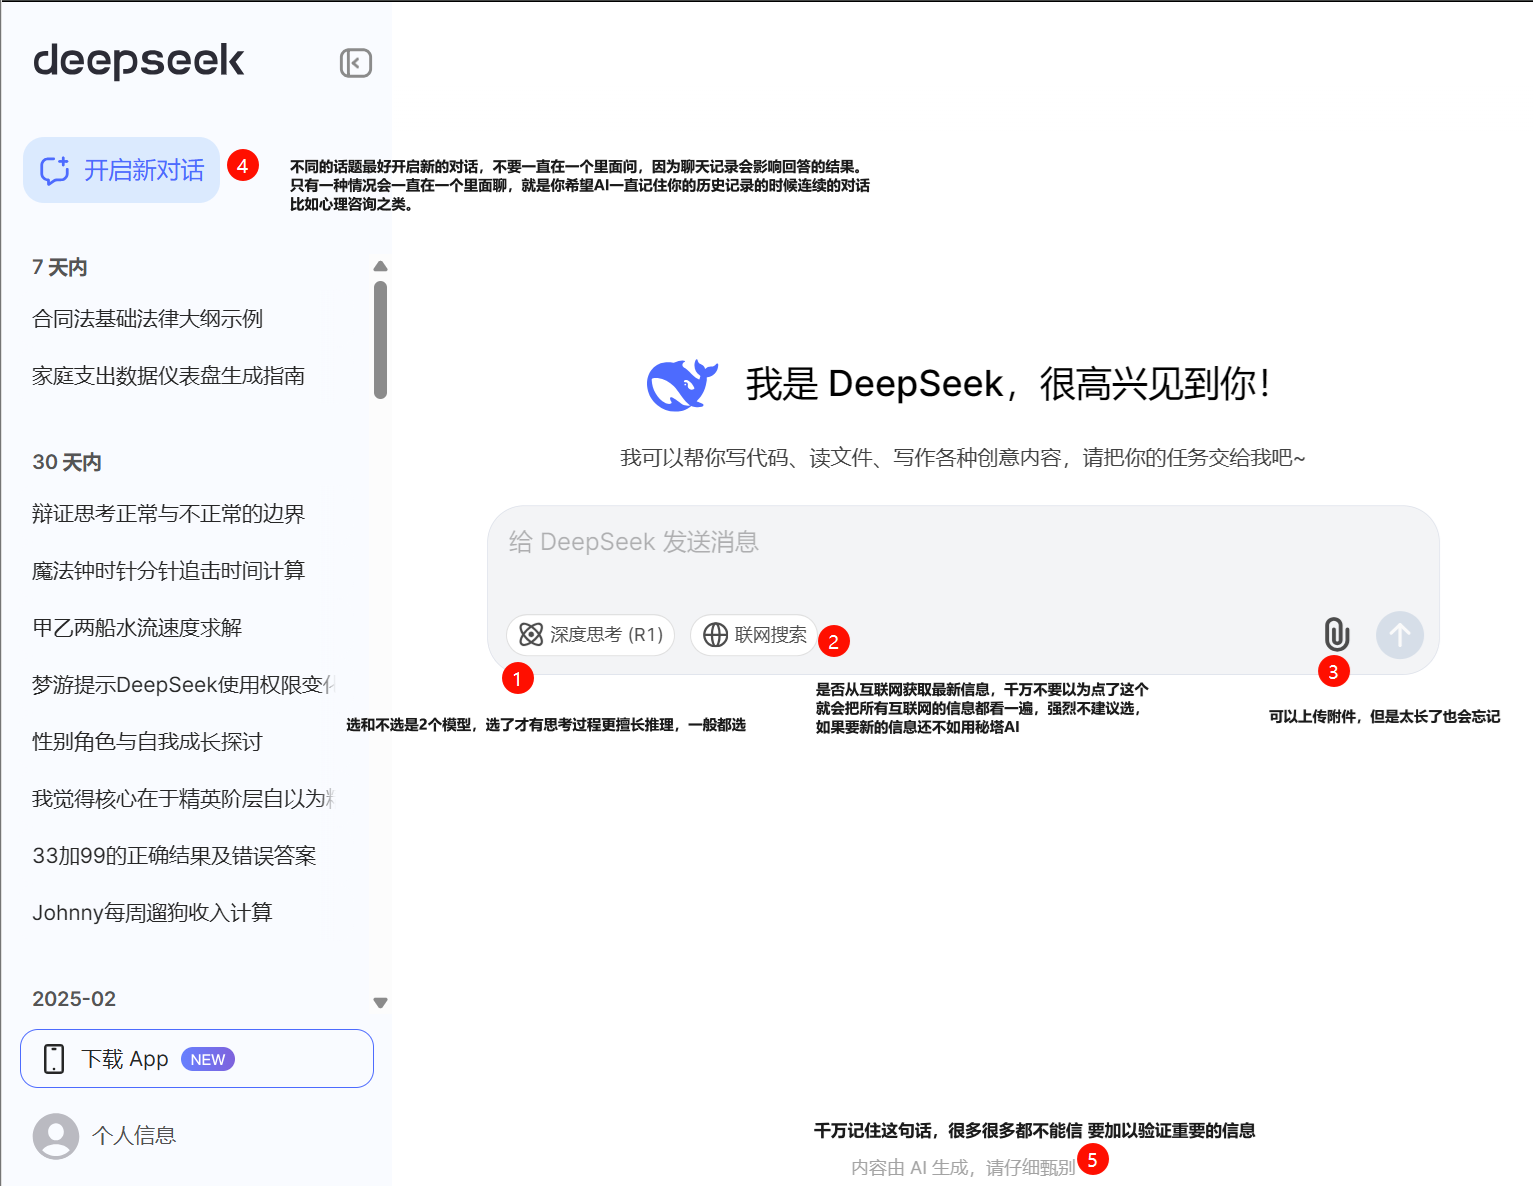 deepseek
开启新对话
4
不同的话题最好开启新的对话，不要一直在一个里面问，因为聊天记录会影响回答的结果。
只有一种情况会一直在一个里面聊，就是你希望AI一直记住你的历史记录的时候连续的对话
比如心理咨询之类。
7 天内
合同法基础法律大纲示例
家庭支出数据仪表盘生成指南
30 天内
辩证思考正常与不正常的边界
魔法钟时针分针追击时间计算
甲乙两船水流速度求解
梦游提示DeepSeek使用权限变化
性别角色与自我成长探讨
我觉得核心在于精英阶层自以为
33加99的正确结果及错误答案
Johnny每周遛狗收入计算
2025-02
下载 App NEW
个人信息
我是 DeepSeek，很高兴见到你！
我可以帮你写代码、读文件、写作各种创意内容，请把你的任务交给我吧~
给 DeepSeek 发送消息
深度思考 (R1)
联网搜索
2
1
3
选和不选是2个模型，选了才有思考过程更擅长推理，一般都选
是否从互联网获取最新信息，千万不要以为点了这个
就会把所有互联网的信息都看一遍，强烈不建议选，
如果要新的信息还不如用秘塔AI
可以上传附件，但是太长了也会忘记
千万记住这句话，很多很多都不能信 要加以验证重要的信息
内容由 AI 生成，请仔细甄别
5